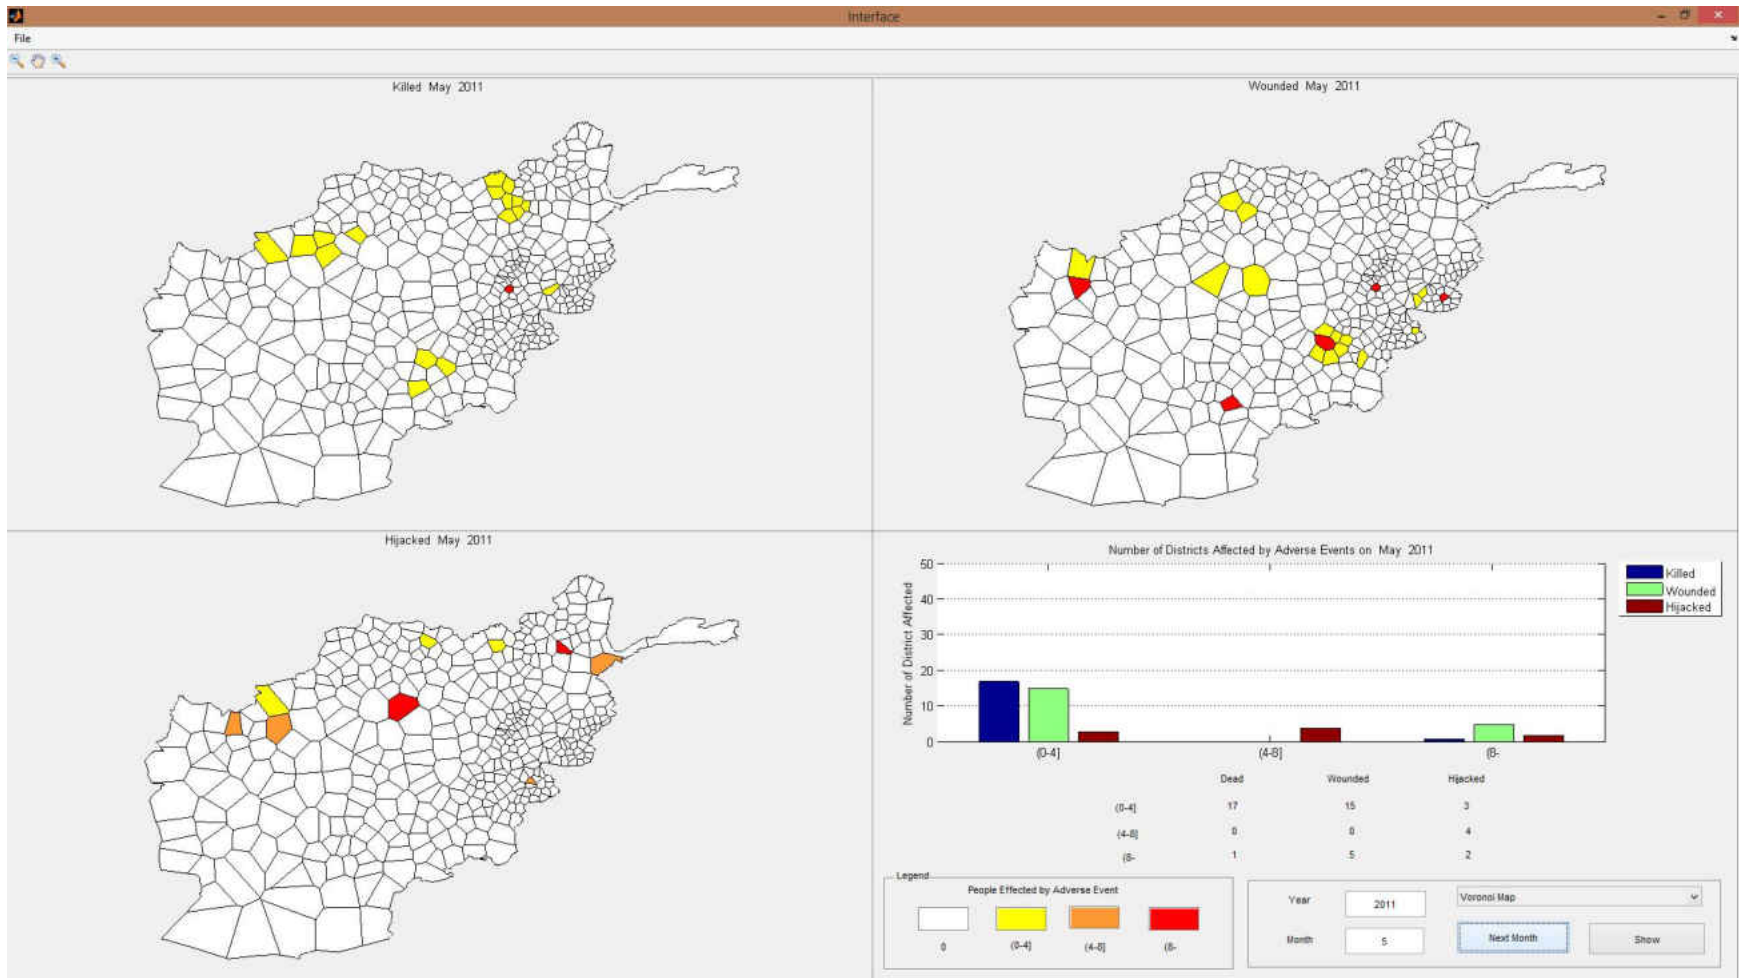 Interface
File
Killed May 2011
Wounded May 2011
Hijacked May 2011
Number of Districts Affected by Adverse Events on May 2011
Number of District Affected
50
40
30
20
10
0
(0-4]
(4-8]
(8-
Killed
Wounded
Hijacked
Dead Wounded Hijacked
(0-4] 17 15 3
(4-8] 0 0 4
(8- 1 5 2
Legend
People Effected by Adverse Event
0 (0-4] (4-8] (8-
Year 2011 Voronoi Map
Month 5 Next Month Show